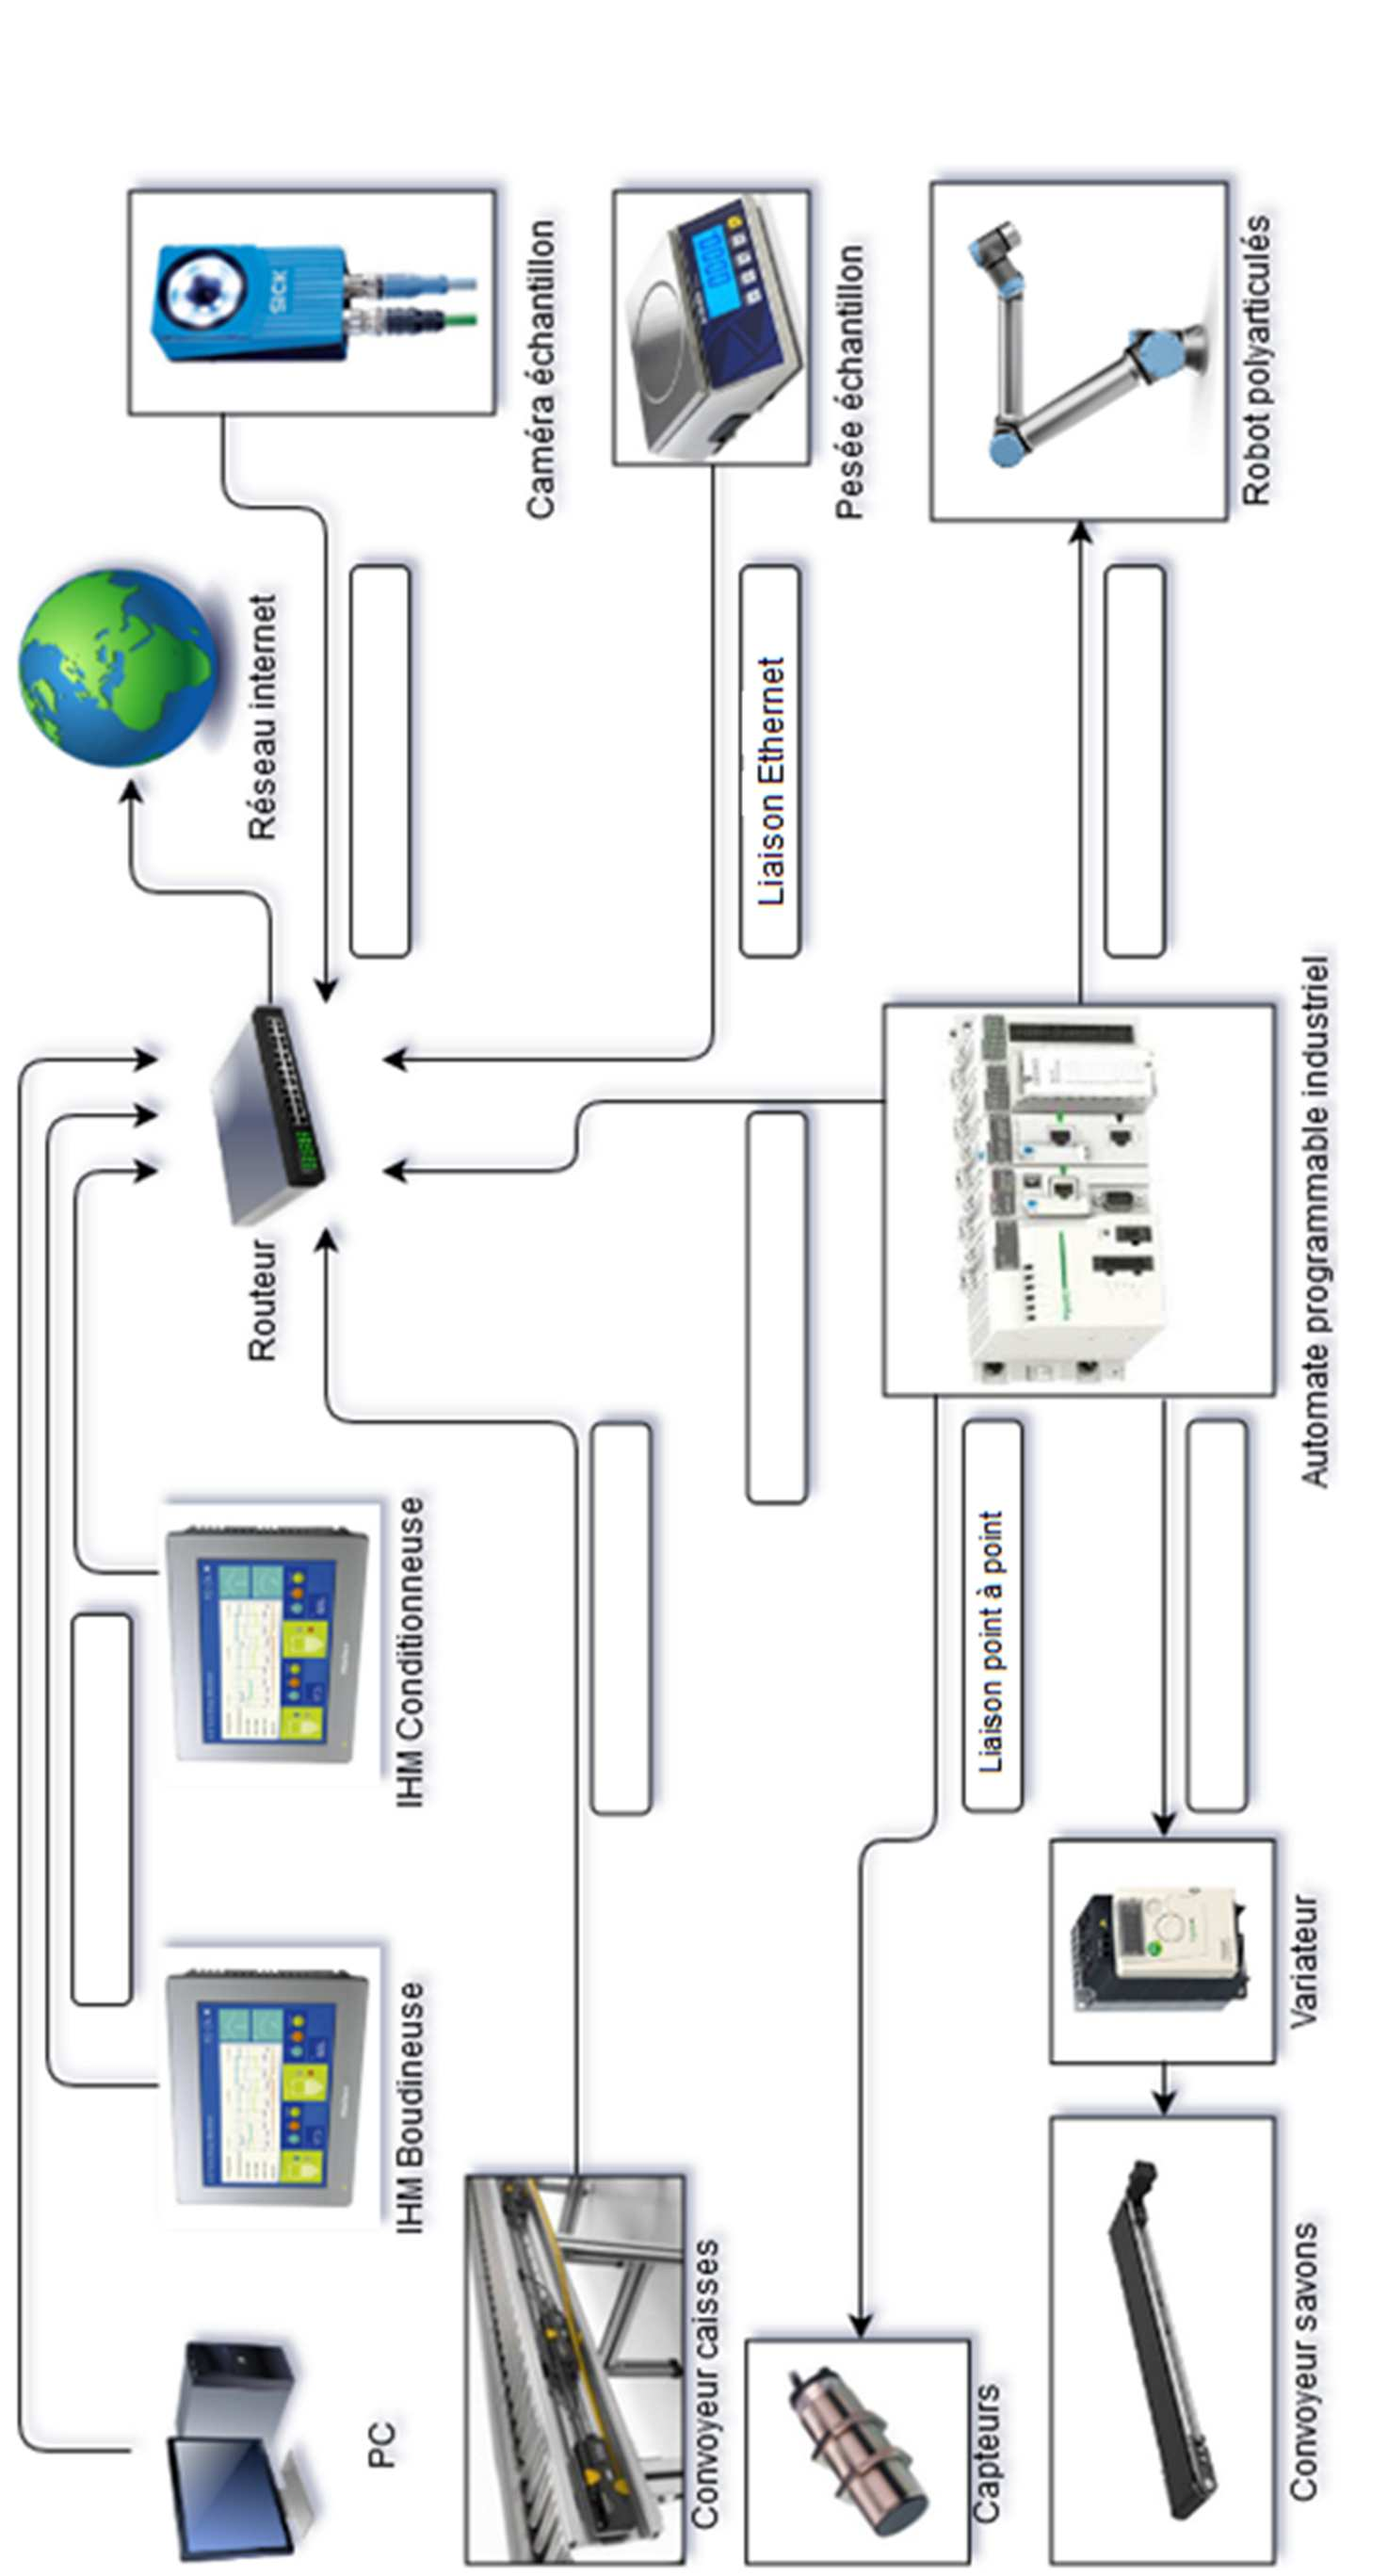 PC
IHM Boudineuse
IHM Conditionneuse
Routeur
Réseau internet
SICK
Caméra échantillon
Convoyeur caisses
Liaison Ethernet
Pesée échantillon
Capteurs
Liaison point à point
Convoyeur savons
Variateur
Automate programmable industriel
Robot polyarticulés